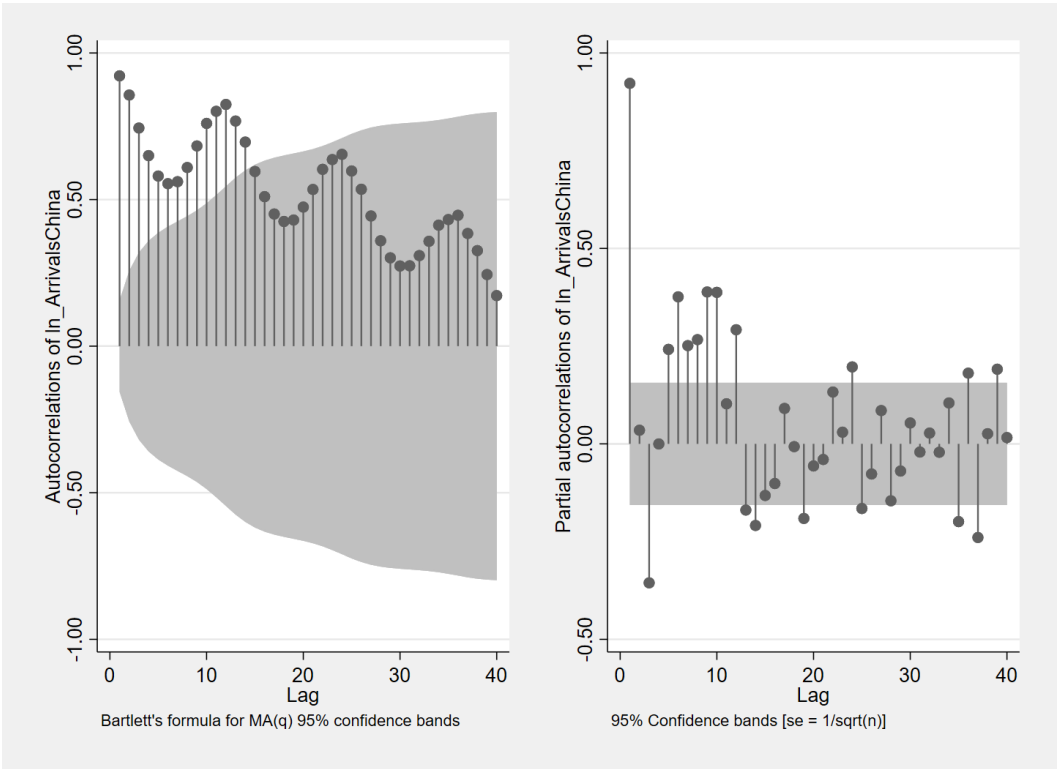 Autocorrelations of ln_ArrivalsChina
1.00
0.50
0.00
-0.50
-1.00
0 10 20 30 40
Lag
Bartlett's formula for MA(q) 95% confidence bands
Partial autocorrelations of ln_ArrivalsChina
1.00
0.50
0.00
-0.50
0 10 20 30 40
Lag
95% Confidence bands [se = 1/sqrt(n)]